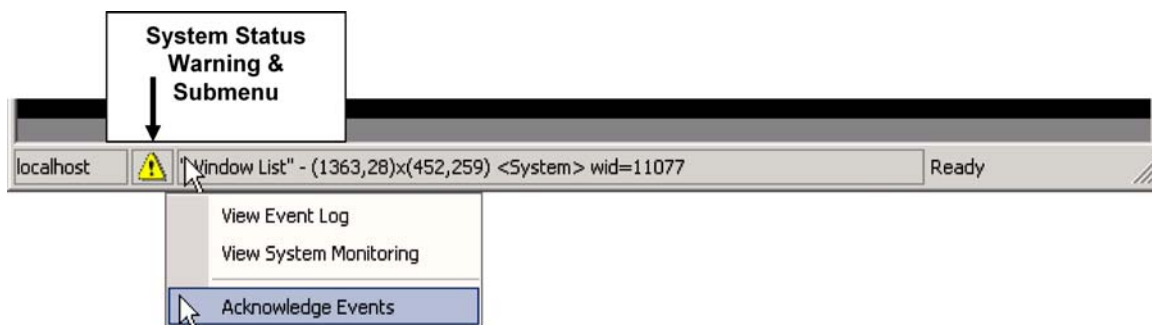 System Status
Warning &
Submenu
localhost
"Window List" - (1363,28)x(452,259) <System> wid=11077
Ready
View Event Log
View System Monitoring
Acknowledge Events